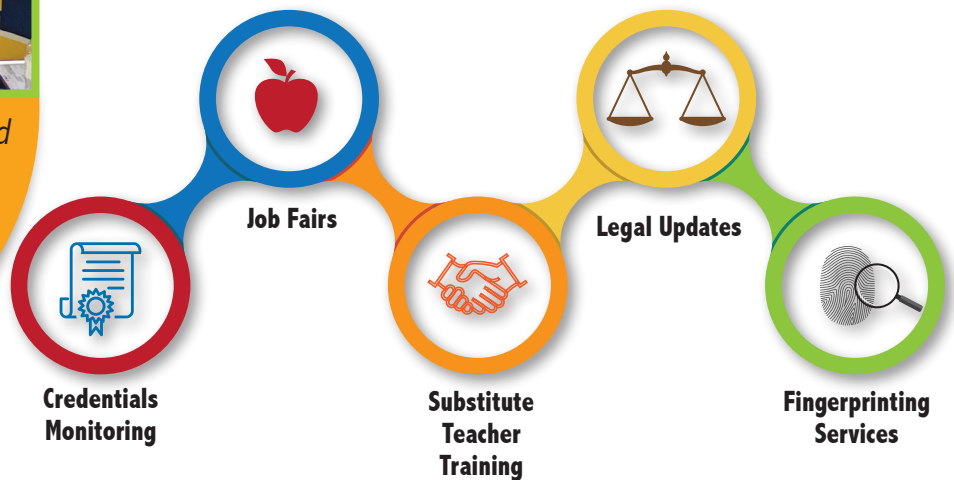 d
Job Fairs
Legal Updates
Credentials
Monitoring
Substitute
Teacher
Training
Fingerprinting
Services